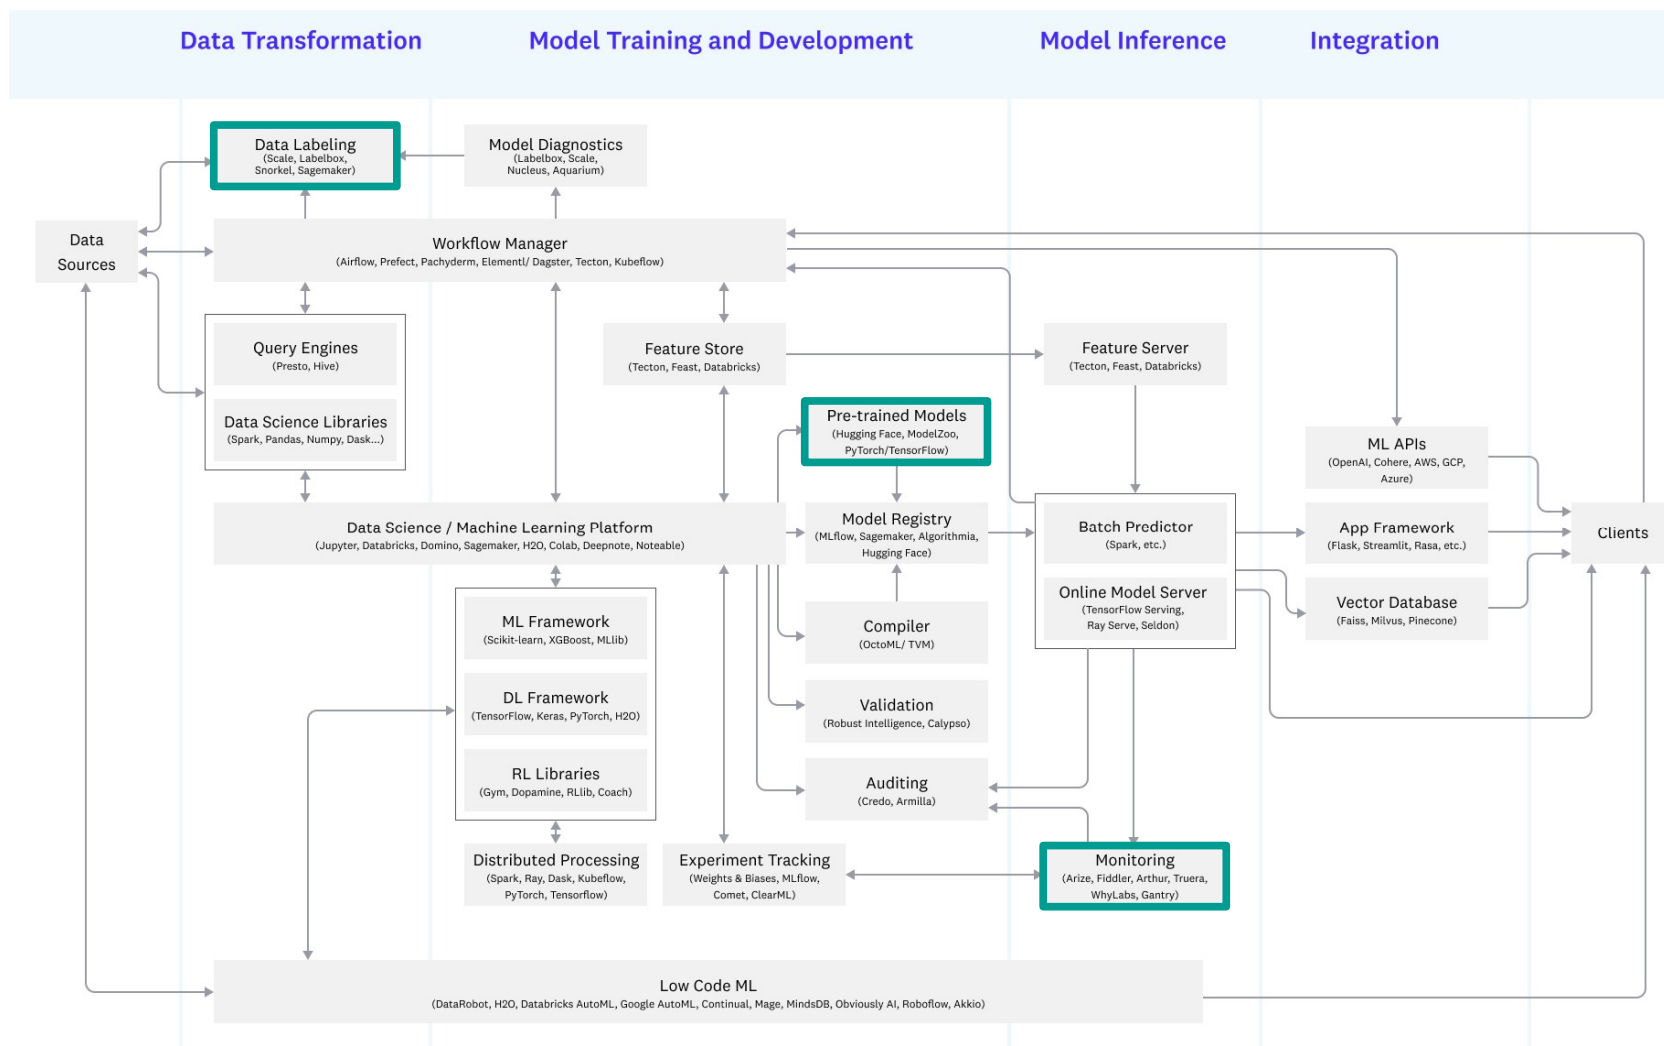 Data Transformation
Model Training and Development
Model Inference
Integration
Data Labeling
(Scale, Labelbox,
Snorkel, Sagemaker)
Model Diagnostics
(Labelbox, Scale,
Nucleus, Aquarium)
Data
Sources
Workflow Manager
(Airflow, Prefect, Pachyderm, Elementl/ Dagster, Tecton, Kubeflow)
Query Engines
(Presto, Hive)
Feature Store
(Tecton, Feast, Databricks)
Feature Server
(Tecton, Feast, Databricks)
Data Science Libraries
(Spark, Pandas, Numpy, Dask...)
Pre-trained Models
(Hugging Face, ModelZoo,
PyTorch/TensorFlow)
ML APIs
(OpenAI, Cohere, AWS, GCP,
Azure)
Data Science / Machine Learning Platform
(Jupyter, Databricks, Domino, Sagemaker, H2O, Colab, Deepnote, Noteable)
Model Registry
(MLflow, Sagemaker, Algorithmia,
Hugging Face)
Batch Predictor
(Spark, etc.)
App Framework
(Flask, Streamlit, Rasa, etc.)
Clients
Online Model Server
(TensorFlow Serving,
Ray Serve, Seldon)
Vector Database
(Faiss, Milvus, Pinecone)
ML Framework
(Scikit-learn, XGBoost, MLlib)
Compiler
(OctoML/ TVM)
DL Framework
(TensorFlow, Keras, PyTorch, H2O)
Validation
(Robust Intelligence, Calypso)
RL Libraries
(Gym, Dopamine, RLlib, Coach)
Auditing
(Credo, Armilla)
Distributed Processing
(Spark, Ray, Dask, Kubeflow,
PyTorch, Tensorflow)
Experiment Tracking
(Weights & Biases, MLflow,
Comet, ClearML)
Monitoring
(Arize, Fiddler, Arthur, Truera,
WhyLabs, Gantry)
Low Code ML
(DataRobot, H2O, Databricks AutoML, Google AutoML, Continual, Mage, MindsDB, Obviously AI, Roboflow, Akkio)